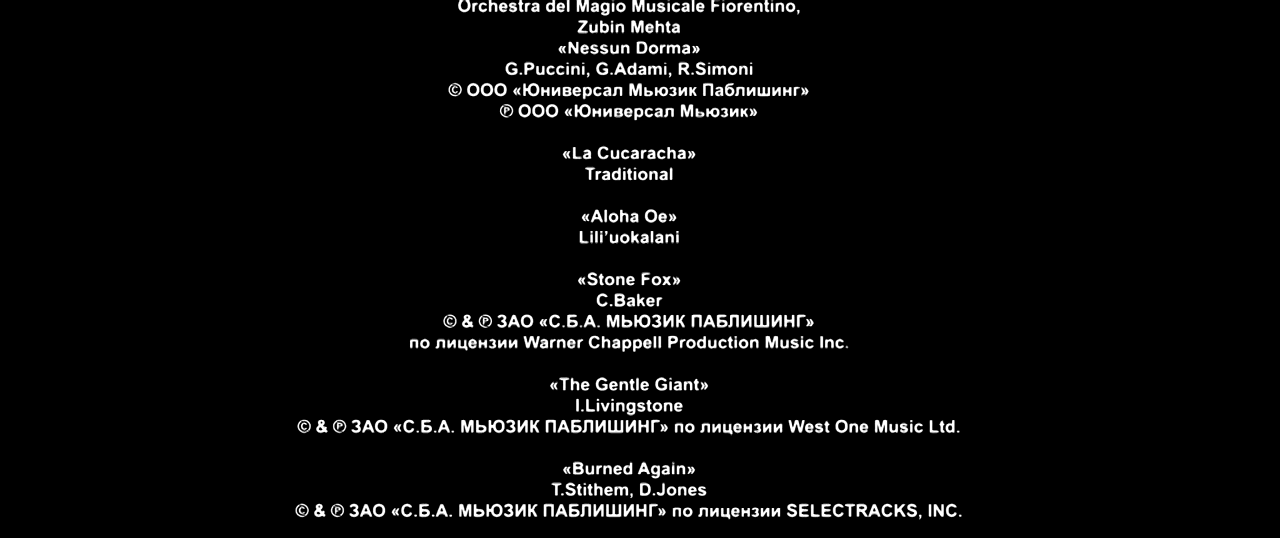 Orchestra del Magio Musicale Fiorentino,
Zubin Mehta
«Nessun Dorma»
G.Puccini, G.Adami, R.Simoni
© ООО «Юниверсал Мьюзик Паблишинг»
℗ ООО «Юниверсал Мьюзик»
«La Cucaracha»
Traditional
«Aloha Oe»
Lili’uokalani
«Stone Fox»
C.Baker
© & ℗ ЗАО «С.Б.А. МЬЮЗИК ПАБЛИШИНГ»
по лицензии Warner Chappell Production Music Inc.
«The Gentle Giant»
I.Livingstone
© & ℗ ЗАО «С.Б.А. МЬЮЗИК ПАБЛИШИНГ» по лицензии West One Music Ltd.
«Burned Again»
T.Stithem, D.Jones
© & ℗ ЗАО «С.Б.А. МЬЮЗИК ПАБЛИШИНГ» по лицензии SELECTRACKS, INC.